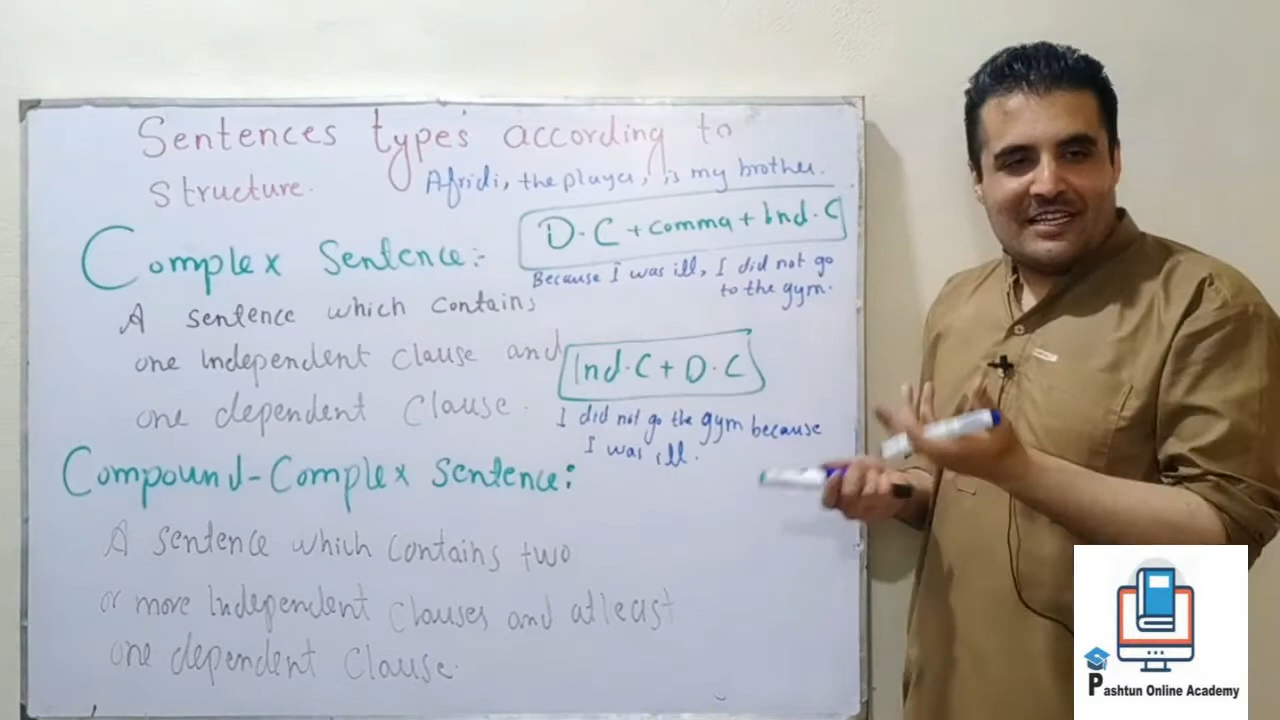 Sentences types according to
structure.
Afridi, the player, is my brother.
Complex Sentence:-
D.C + comma + Ind.C
Because I was ill, I did not go
to the gym.
A sentence which contains
one Independent Clause and
one dependent Clause.
Ind.C + D.C
I did not go the gym because
I was ill.
Compound-Complex Sentence:
A sentence which contains two
or more Independent Clauses and atleast
one dependent Clause.
Pashtun Online Academy